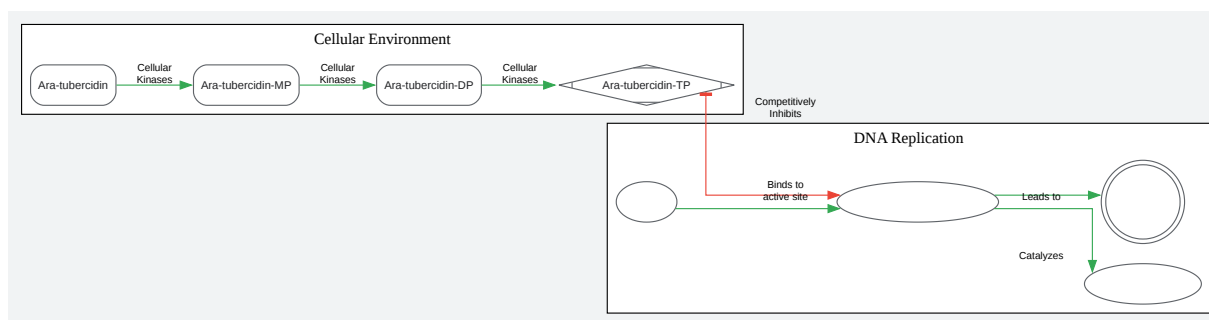 Cellular Environment
Ara-tubercidin
Cellular
Kinases
Ara-tubercidin-MP
Cellular
Kinases
Ara-tubercidin-DP
Cellular
Kinases
Ara-tubercidin-TP
Competitively
Inhibits
DNA Replication
Binds to
active site
Leads to
Catalyzes